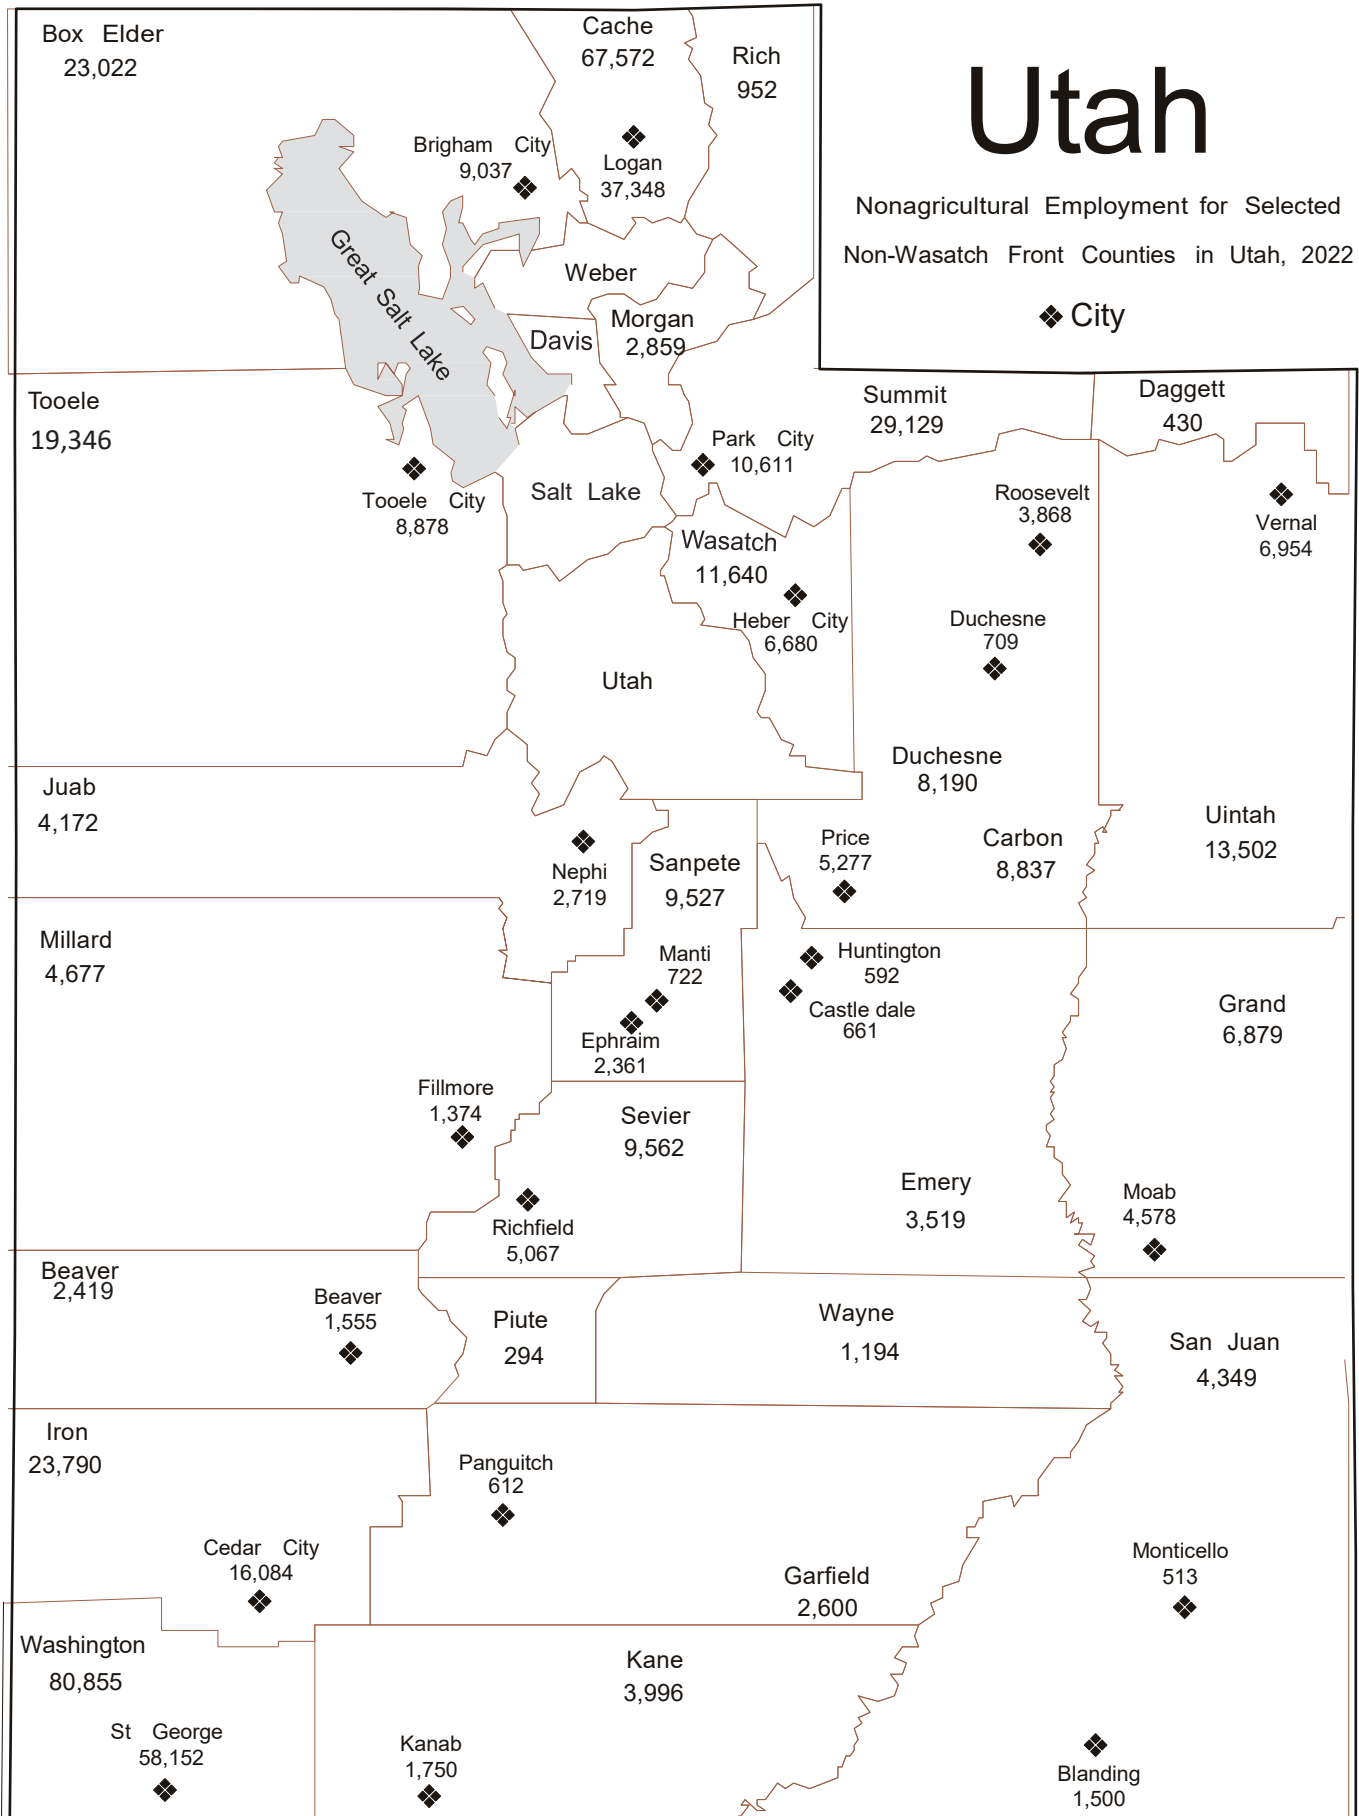 Utah
Nonagricultural Employment for Selected
Non-Wasatch Front Counties in Utah, 2022
City
Box Elder
23,022
Cache
67,572
Rich
952
Brigham City
9,037
Logan
37,348
Great Salt Lake
Weber
Davis
Morgan
2,859
Tooele
19,346
Tooele City
8,878
Salt Lake
Park City
10,611
Summit
29,129
Daggett
430
Roosevelt
3,868
Vernal
6,954
Wasatch
11,640
Heber City
6,680
Duchesne
709
Utah
Duchesne
8,190
Juab
4,172
Nephi
2,719
Sanpete
9,527
Price
5,277
Carbon
8,837
Uintah
13,502
Millard
4,677
Manti
722
Huntington
592
Castle dale
661
Ephraim
2,361
Grand
6,879
Fillmore
1,374
Sevier
9,562
Richfield
5,067
Emery
3,519
Moab
4,578
Beaver
2,419
Beaver
1,555
Piute
294
Wayne
1,194
San Juan
4,349
Iron
23,790
Panguitch
612
Cedar City
16,084
Garfield
2,600
Monticello
513
Washington
80,855
St George
58,152
Kane
3,996
Kanab
1,750
Blanding
1,500